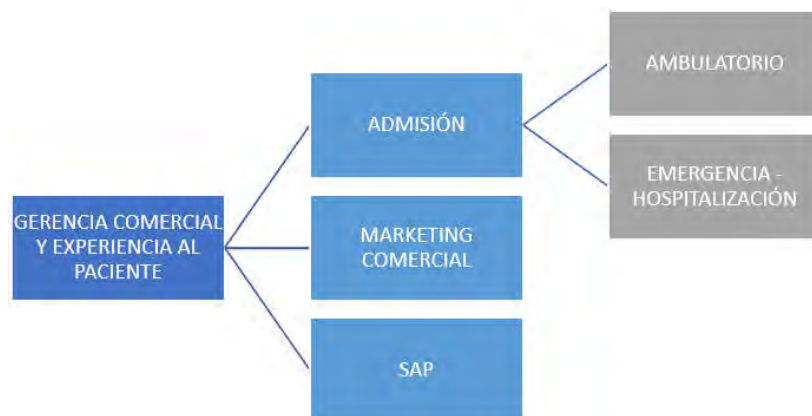 GERENCIA COMERCIAL
Y EXPERIENCIA AL
PACIENTE
ADMISIÓN
MARKETING
COMERCIAL
SAP
AMBULATORIO
EMERGENCIA -
HOSPITALIZACIÓN